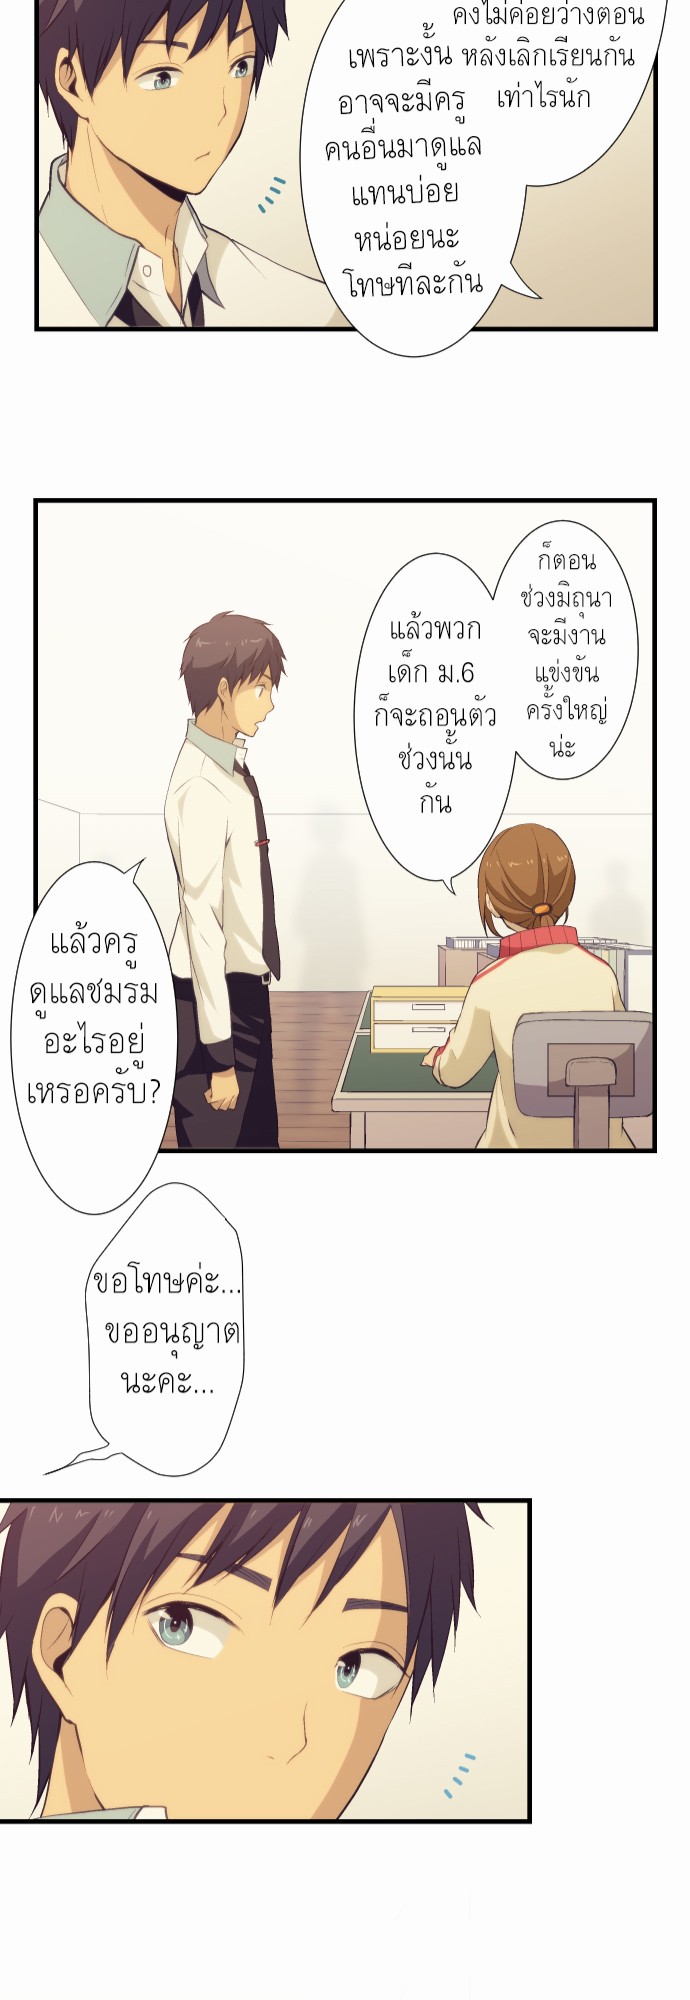 คงไม่ค่อยว่างตอน
หลังเลิกเรียนกัน
เท่าไรนัก
เพราะงั้น
อาจจะมีครู
คนอื่นมาดูแล
แทนบ่อย
หน่อยนะ
โทษทีละกัน
ก็ตอน
ช่วงมิถุนา
จะมีงาน
แข่งขัน
ครั้งใหญ่
น่ะ
แล้วพวก
เด็ก ม.6
ก็จะถอนตัว
ช่วงนั้น
กัน
แล้วครู
ดูแลชมรม
อะไรอยู่
เหรอครับ?
ขอโทษค่ะ...
ขออนุญาต
นะคะ...